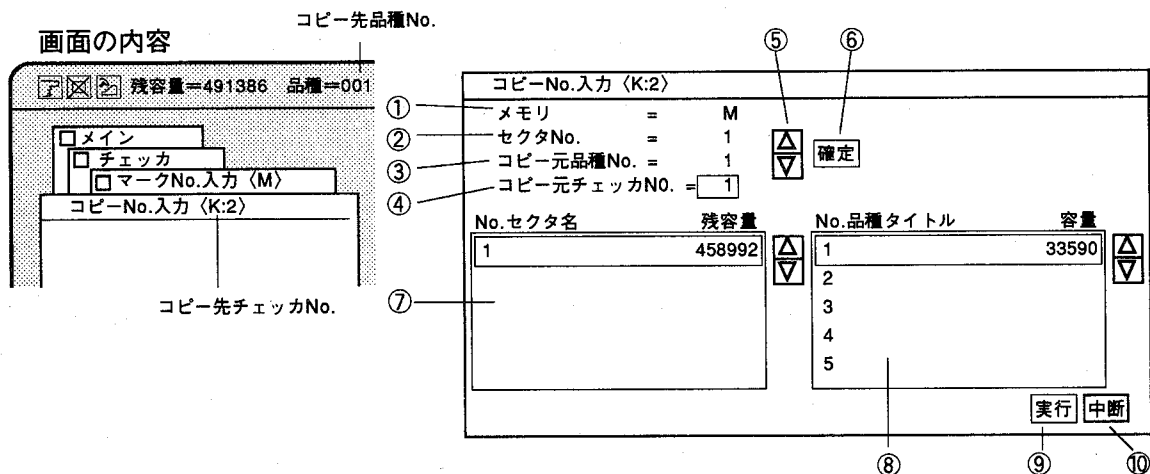 コピー先品種No.
画面の内容
残容量=491386 品種=001
メイン
チェッカ
マークNo.入力〈M〉
コピーNo.入力〈K:2〉
コピー先チェッカNo.
⑤ ⑥
コピーNo.入力〈K:2〉
① メモリ = M
② セクタNo. = 1
③ コピー元品種No. = 1
④ コピー元チェッカNO. = 1
△
▽
確定
No.セクタ名 残容量
1 458992
△
▽
⑦
No.品種タイトル 容量
1 33590
2
3
4
5
△
▽
実行 中断
⑧ ⑨ ⑩